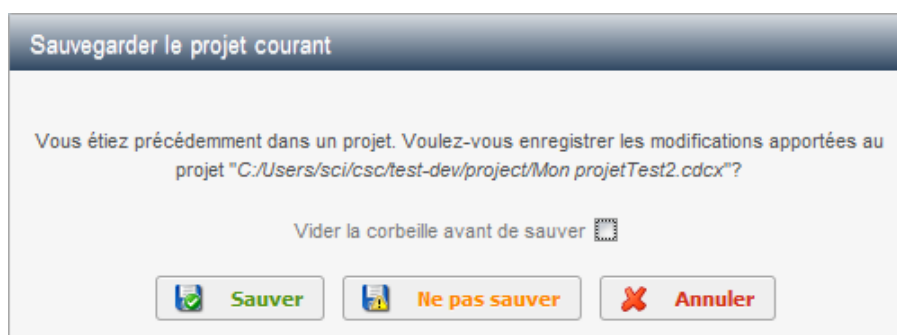 Sauvegarder le projet courant
Vous étiez précédemment dans un projet. Voulez-vous enregistrer les modifications apportées au
projet "C:/Users/sci/csc/test-dev/project/Mon projetTest2.cdcx"?
Vider la corbeille avant de sauver
Sauver Ne pas sauver Annuler